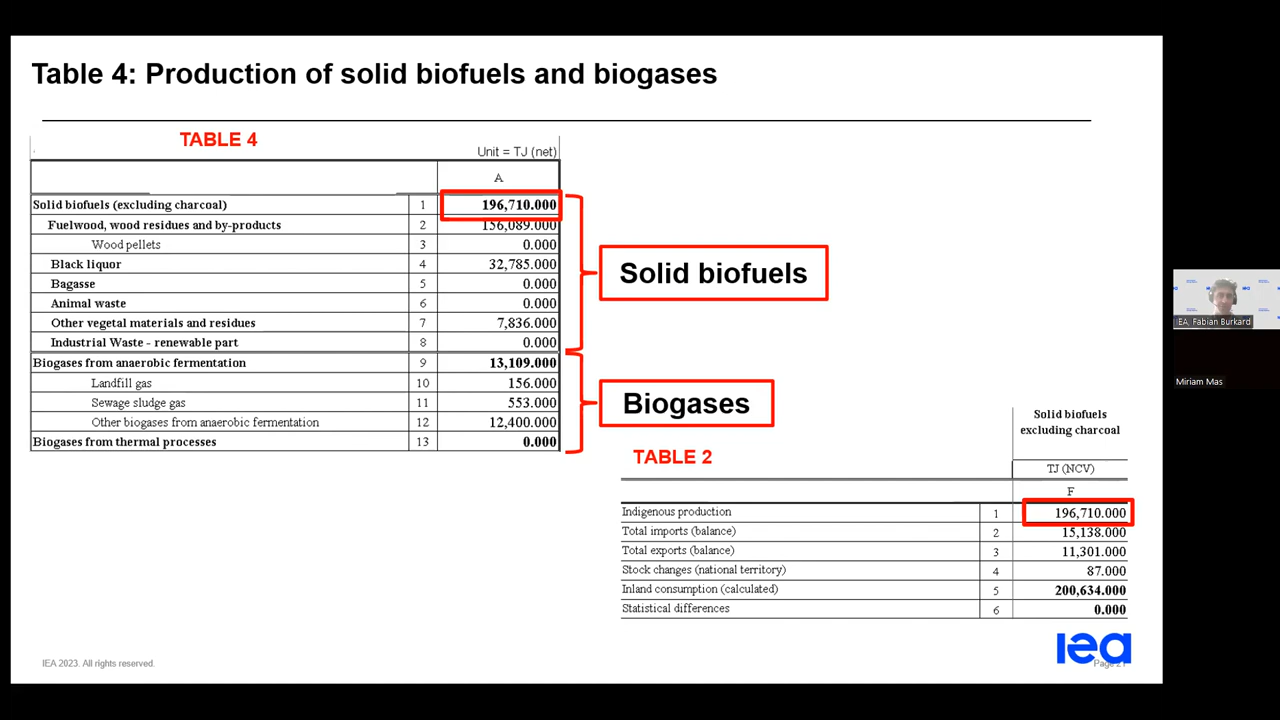 Table 4: Production of solid biofuels and biogases
TABLE 4
Unit = TJ (net)
A
Solid biofuels (excluding charcoal) 1 196,710.000
Fuelwood, wood residues and by-products 2 156,089.000
Wood pellets 3 0.000
Black liquor 4 32,785.000
Bagasse 5 0.000
Animal waste 6 0.000
Other vegetal materials and residues 7 7,836.000
Industrial Waste - renewable part 8 0.000
Biogases from anaerobic fermentation 9 13,109.000
Landfill gas 10 156.000
Sewage sludge gas 11 553.000
Other biogases from anaerobic fermentation 12 12,400.000
Biogases from thermal processes 13 0.000
Solid biofuels
Biogases
TABLE 2
Solid biofuels
excluding charcoal
TJ (NCV)
F
Indigenous production 1 196,710.000
Total imports (balance) 2 15,138.000
Total exports (balance) 3 11,301.000
Stock changes (national territory) 4 87.000
Inland consumption (calculated) 5 200,634.000
Statistical differences 6 0.000
IEA 2023. All rights reserved.
iea
Page
IEA, Fabian Burkard
Miriam Mas